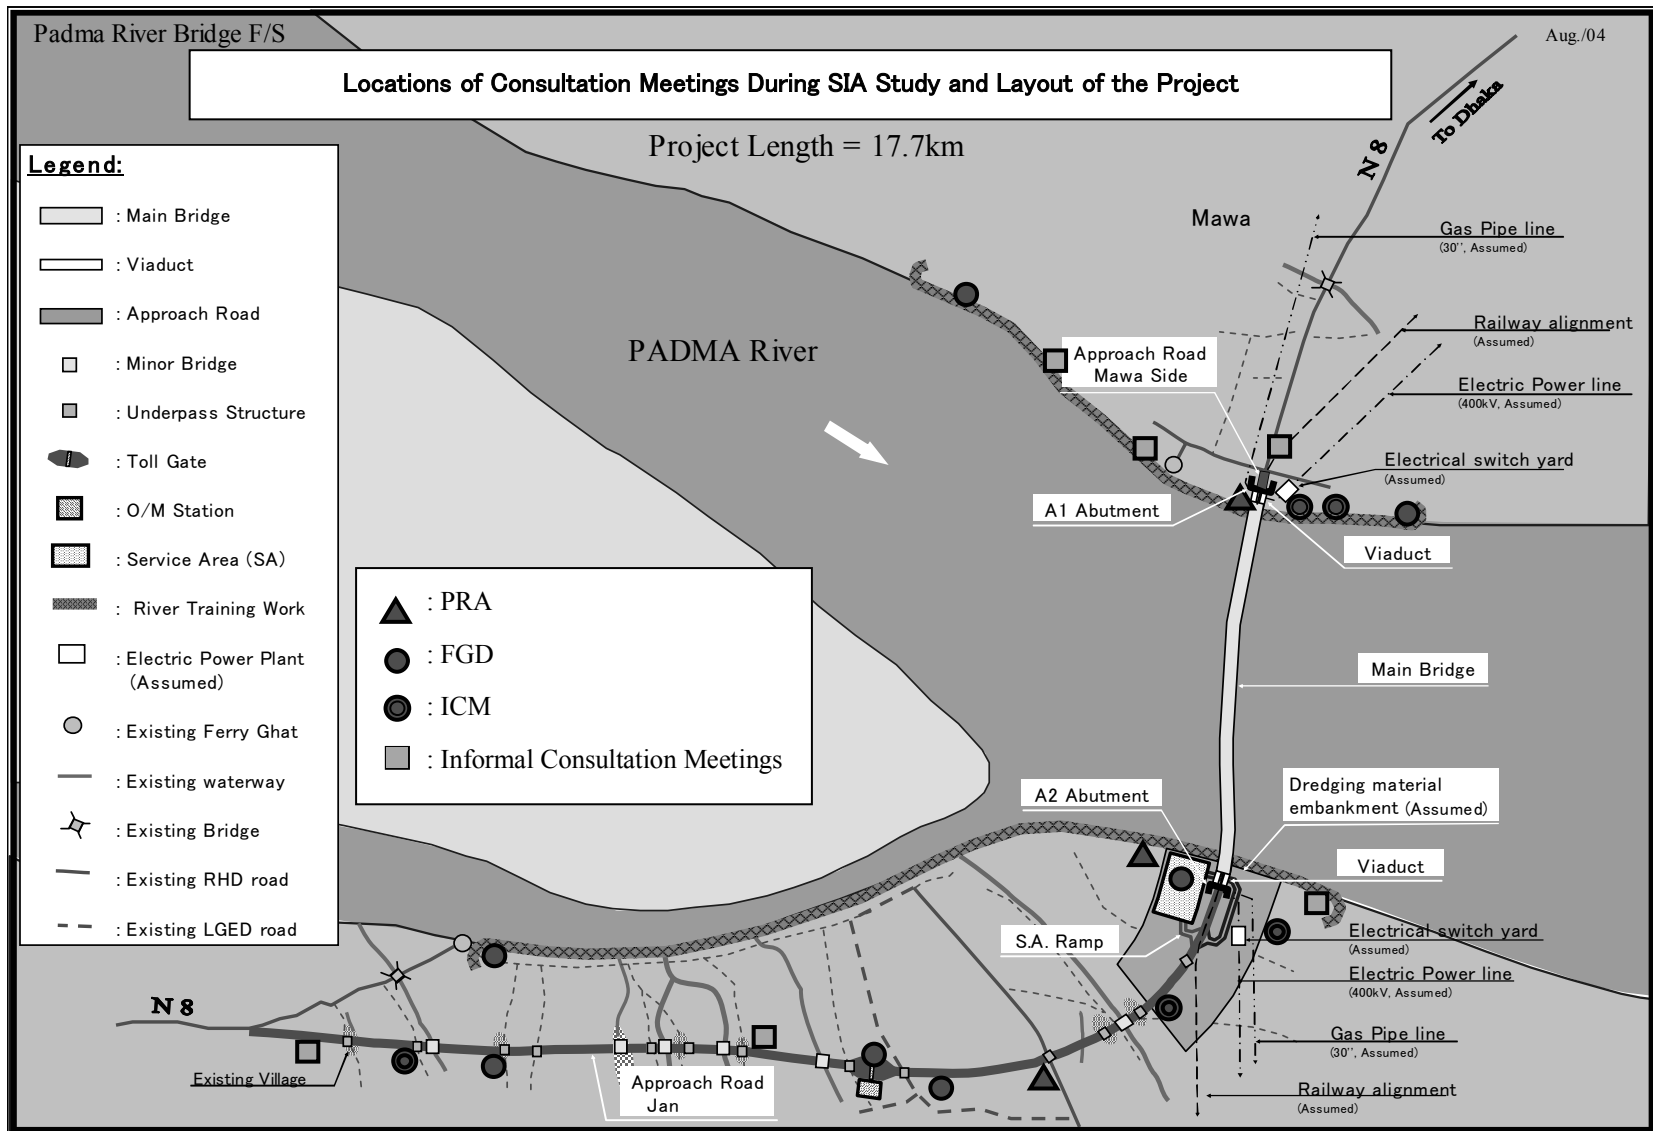 Padma River Bridge F/S
Aug./04
Locations of Consultation Meetings During SIA Study and Layout of the Project
Project Length = 17.7km
To Dhaka
N 8
Mawa
Gas Pipe line
(30'', Assumed)
Railway alignment
(Assumed)
Electric Power line
(400kV, Assumed)
Electrical switch yard
(Assumed)
Approach Road
Mawa Side
PADMA River
A1 Abutment
Viaduct
Main Bridge
Legend:
: Main Bridge
: Viaduct
: Approach Road
: Minor Bridge
: Underpass Structure
: Toll Gate
: O/M Station
: Service Area (SA)
: River Training Work
: Electric Power Plant
(Assumed)
: Existing Ferry Ghat
: Existing waterway
: Existing Bridge
: Existing RHD road
: Existing LGED road
: PRA
: FGD
: ICM
: Informal Consultation Meetings
A2 Abutment
Dredging material
embankment (Assumed)
Viaduct
S.A. Ramp
Electrical switch yard
(Assumed)
Electric Power line
(400kV, Assumed)
Gas Pipe line
(30'', Assumed)
Railway alignment
(Assumed)
N 8
Existing Village
Approach Road
Jan